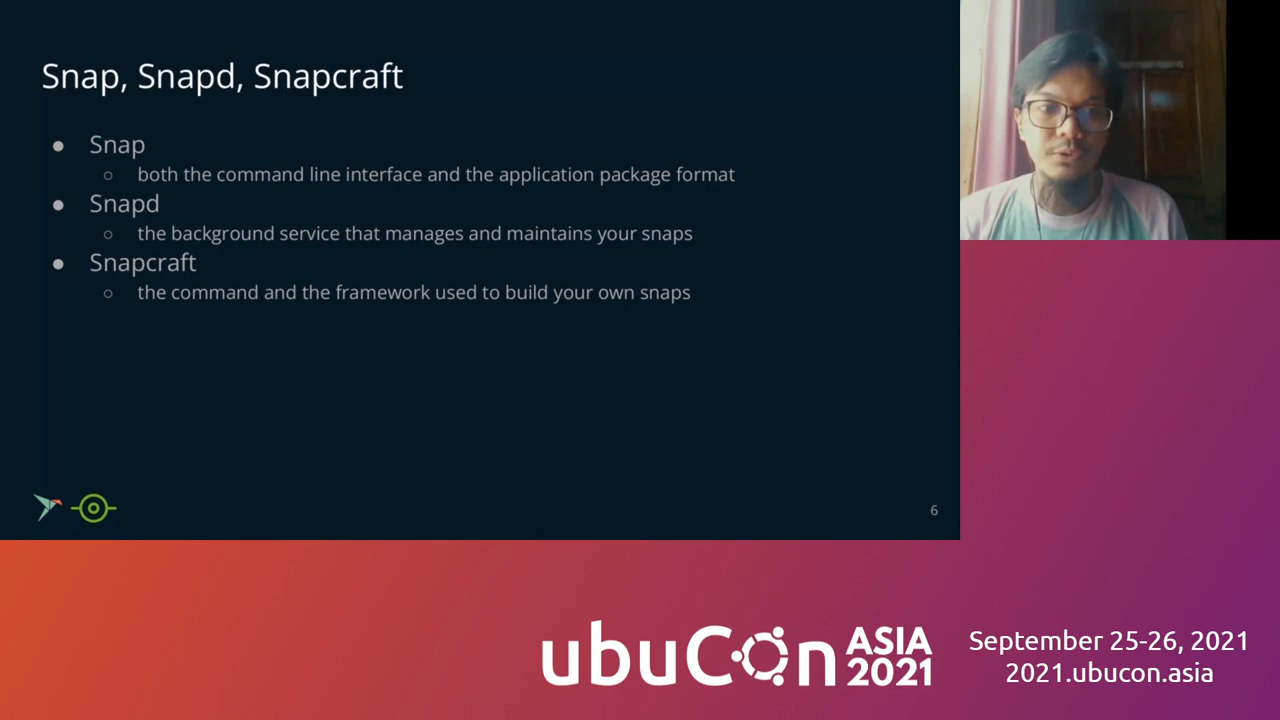 Snap, Snapd, Snapcraft
● Snap
○ both the command line interface and the application package format
● Snapd
○ the background service that manages and maintains your snaps
● Snapcraft
○ the command and the framework used to build your own snaps
6
ubuCon ASIA 2021
September 25-26, 2021
2021.ubucon.asia